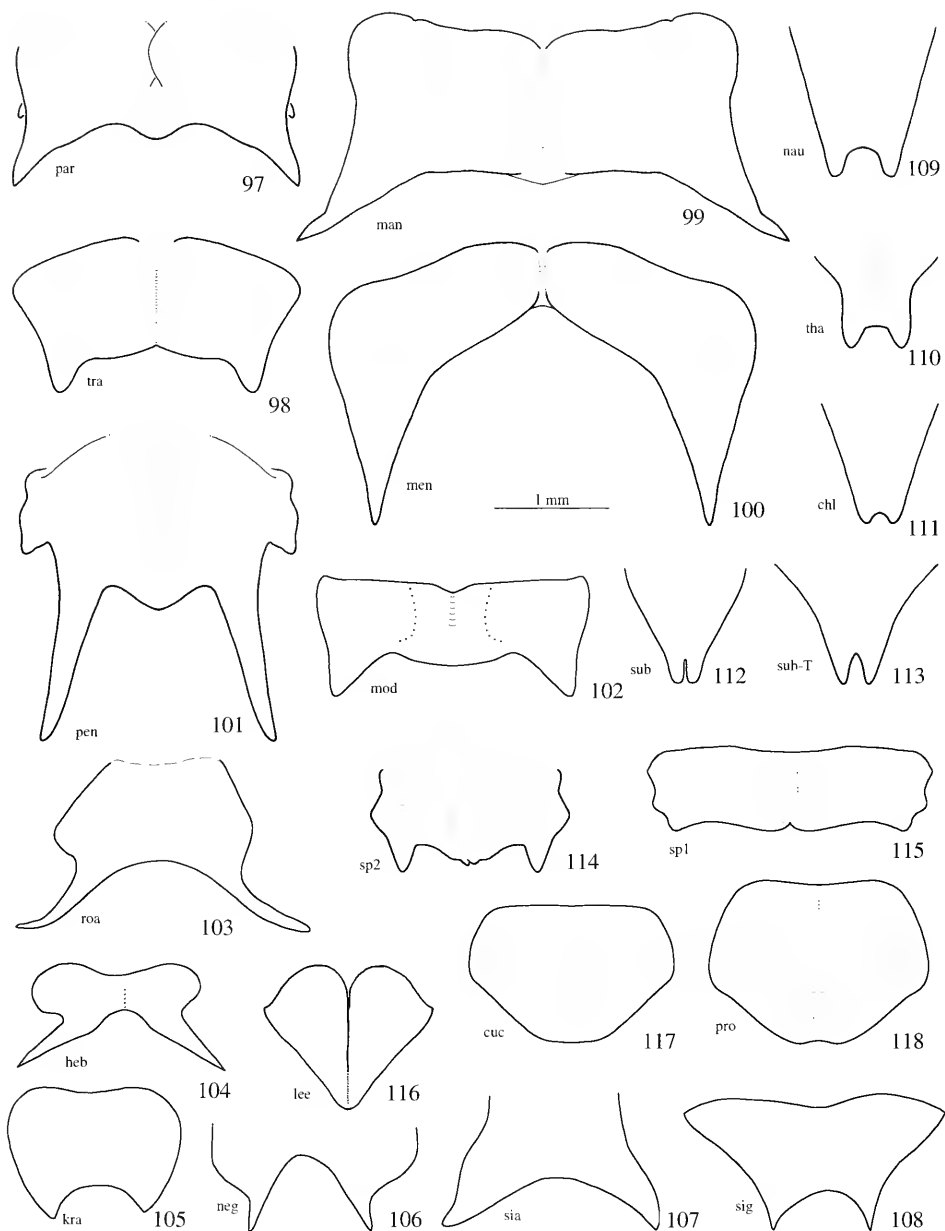 par
97
man
99
nau
109
tra
98
tha
110
men
100
1 mm
chl
111
pen
101
mod
102
sub
112
sub-T
113
roa
103
sp2
114
sp1
115
heb
104
lee
116
cuc
117
pro
118
kra
105
neg
106
sia
107
sig
108